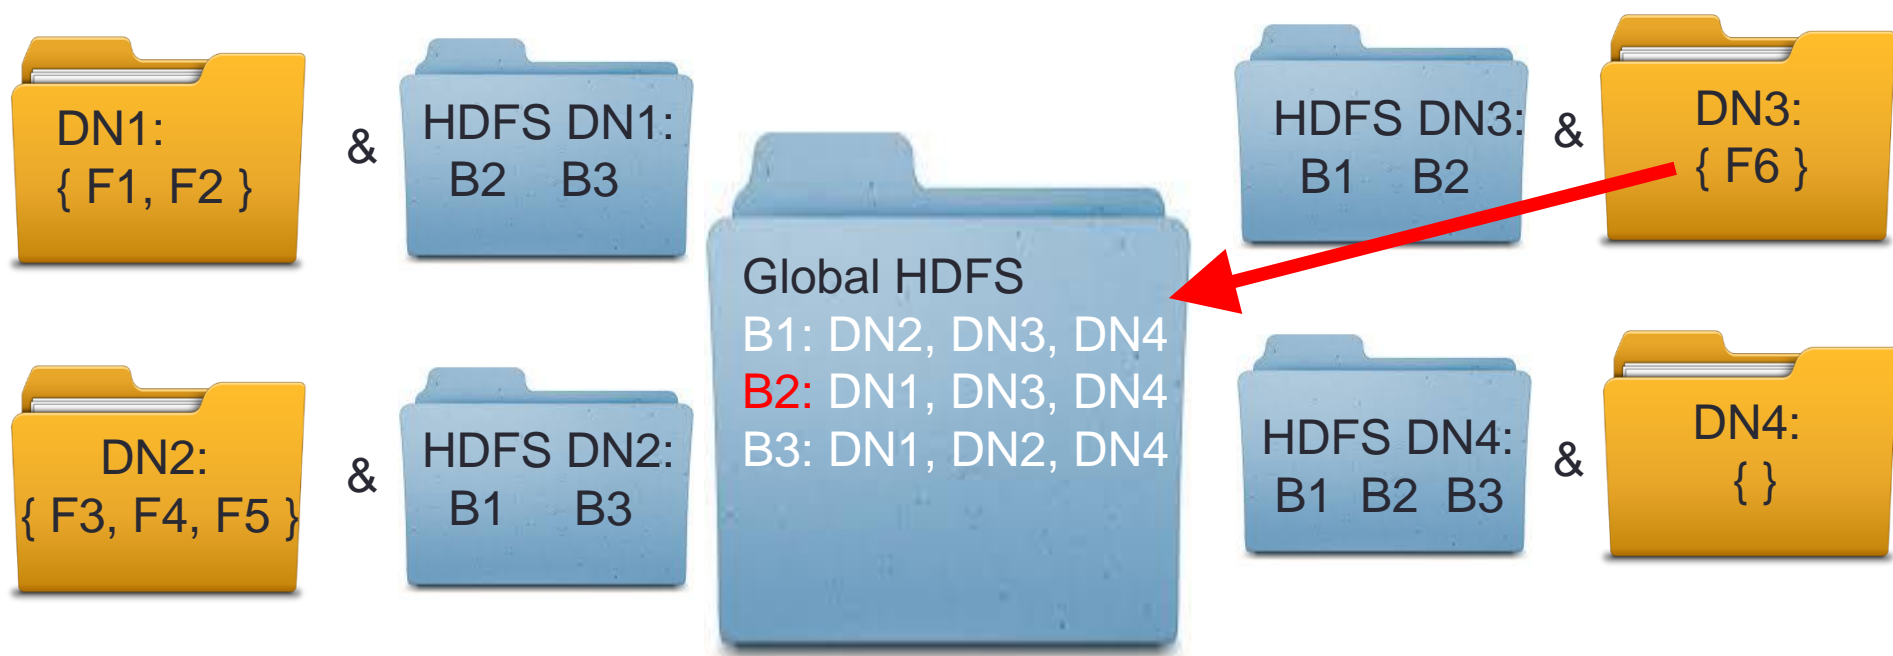 DN1:
{ F1, F2 }
&
HDFS DN1:
B2 B3
DN2:
{ F3, F4, F5 }
&
HDFS DN2:
B1 B3
Global HDFS
B1: DN2, DN3, DN4
B2: DN1, DN3, DN4
B3: DN1, DN2, DN4
HDFS DN3:
B1 B2
&
DN3:
{ F6 }
HDFS DN4:
B1 B2 B3
&
DN4:
{ }